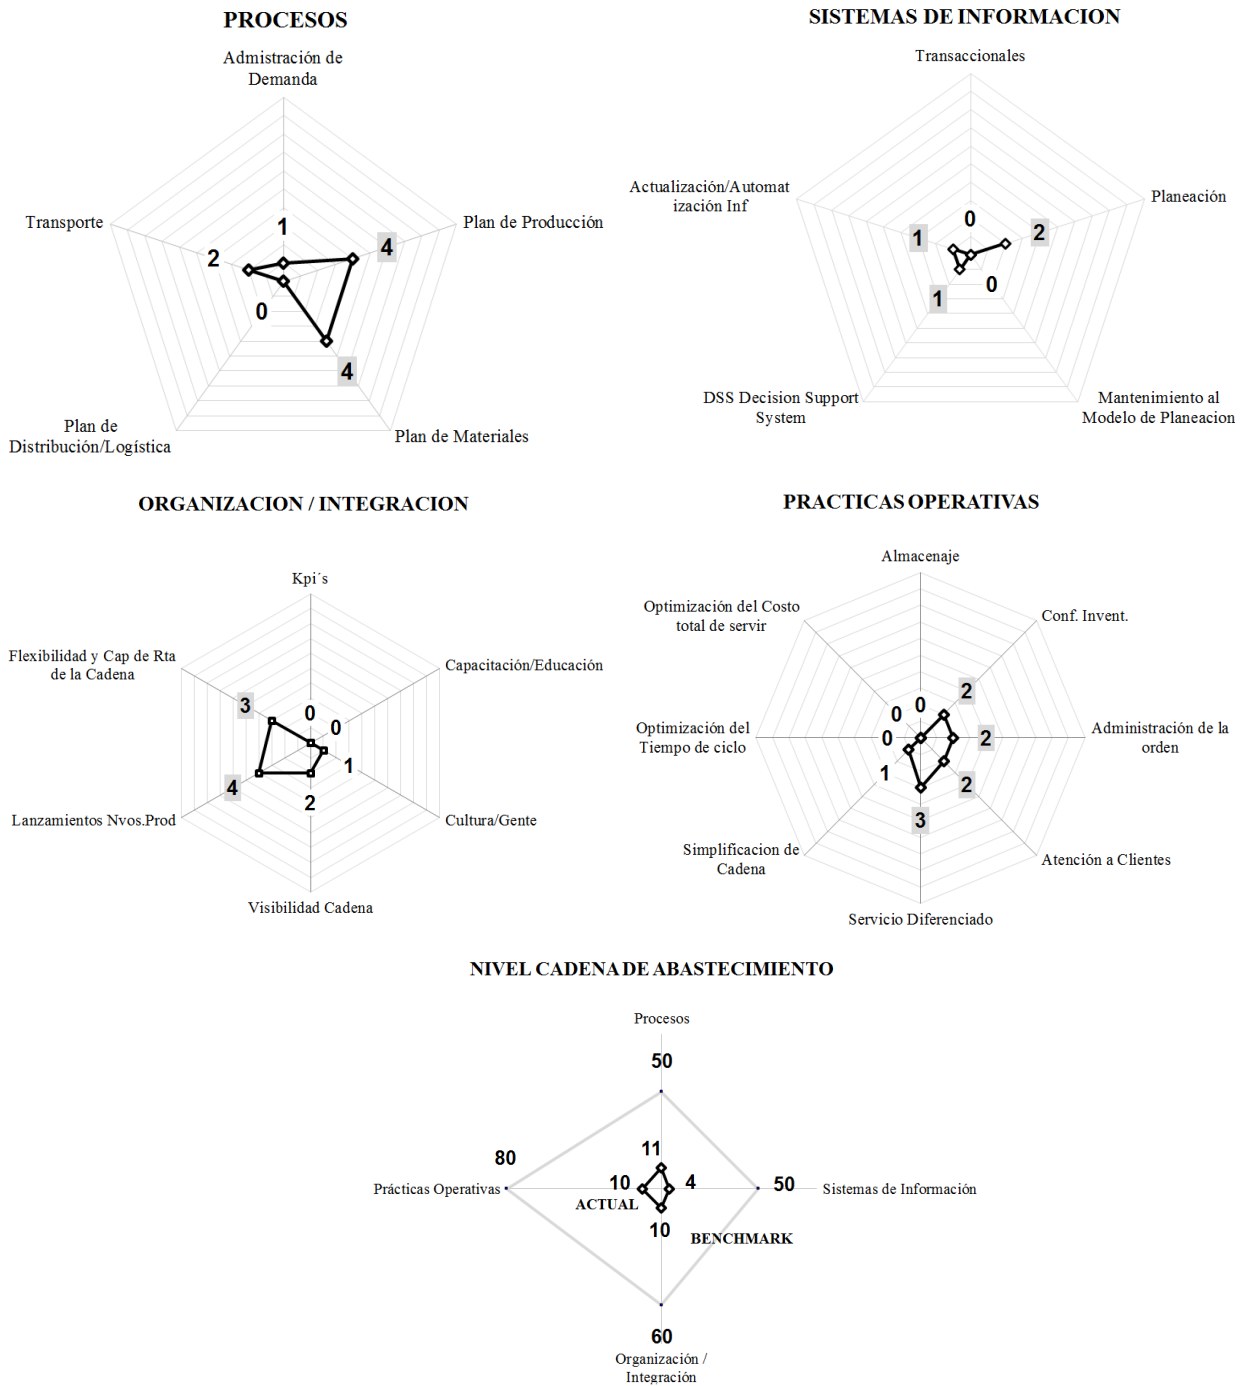 PROCESOS
Admistración de
Demanda
Transporte
Plan de Producción
1
2
4
0
4
Plan de
Distribución/Logística
Plan de Materiales
SISTEMAS DE INFORMACION
Transaccionales
Actualización/Automat
ización Inf
Planeación
0
1
2
1
0
DSS Decision Support
System
Mantenimiento al
Modelo de Planeacion
ORGANIZACION / INTEGRACION
Kpi´s
Flexibilidad y Cap de Rta
de la Cadena
Capacitación/Educación
3
0
0
1
4
2
Lanzamientos Nvos.Prod
Cultura/Gente
Visibilidad Cadena
PRACTICAS OPERATIVAS
Almacenaje
Optimización del Costo
total de servir
Conf. Invent.
0
0
2
Optimización del
Tiempo de ciclo
0
2
Administración de la
orden
1
2
3
Simplificacion de
Cadena
Atención a Clientes
Servicio Diferenciado
NIVEL CADENA DE ABASTECIMIENTO
Procesos
50
11
80
Prácticas Operativas
10
4
50
Sistemas de Información
ACTUAL
10
BENCHMARK
60
Organización /
Integración